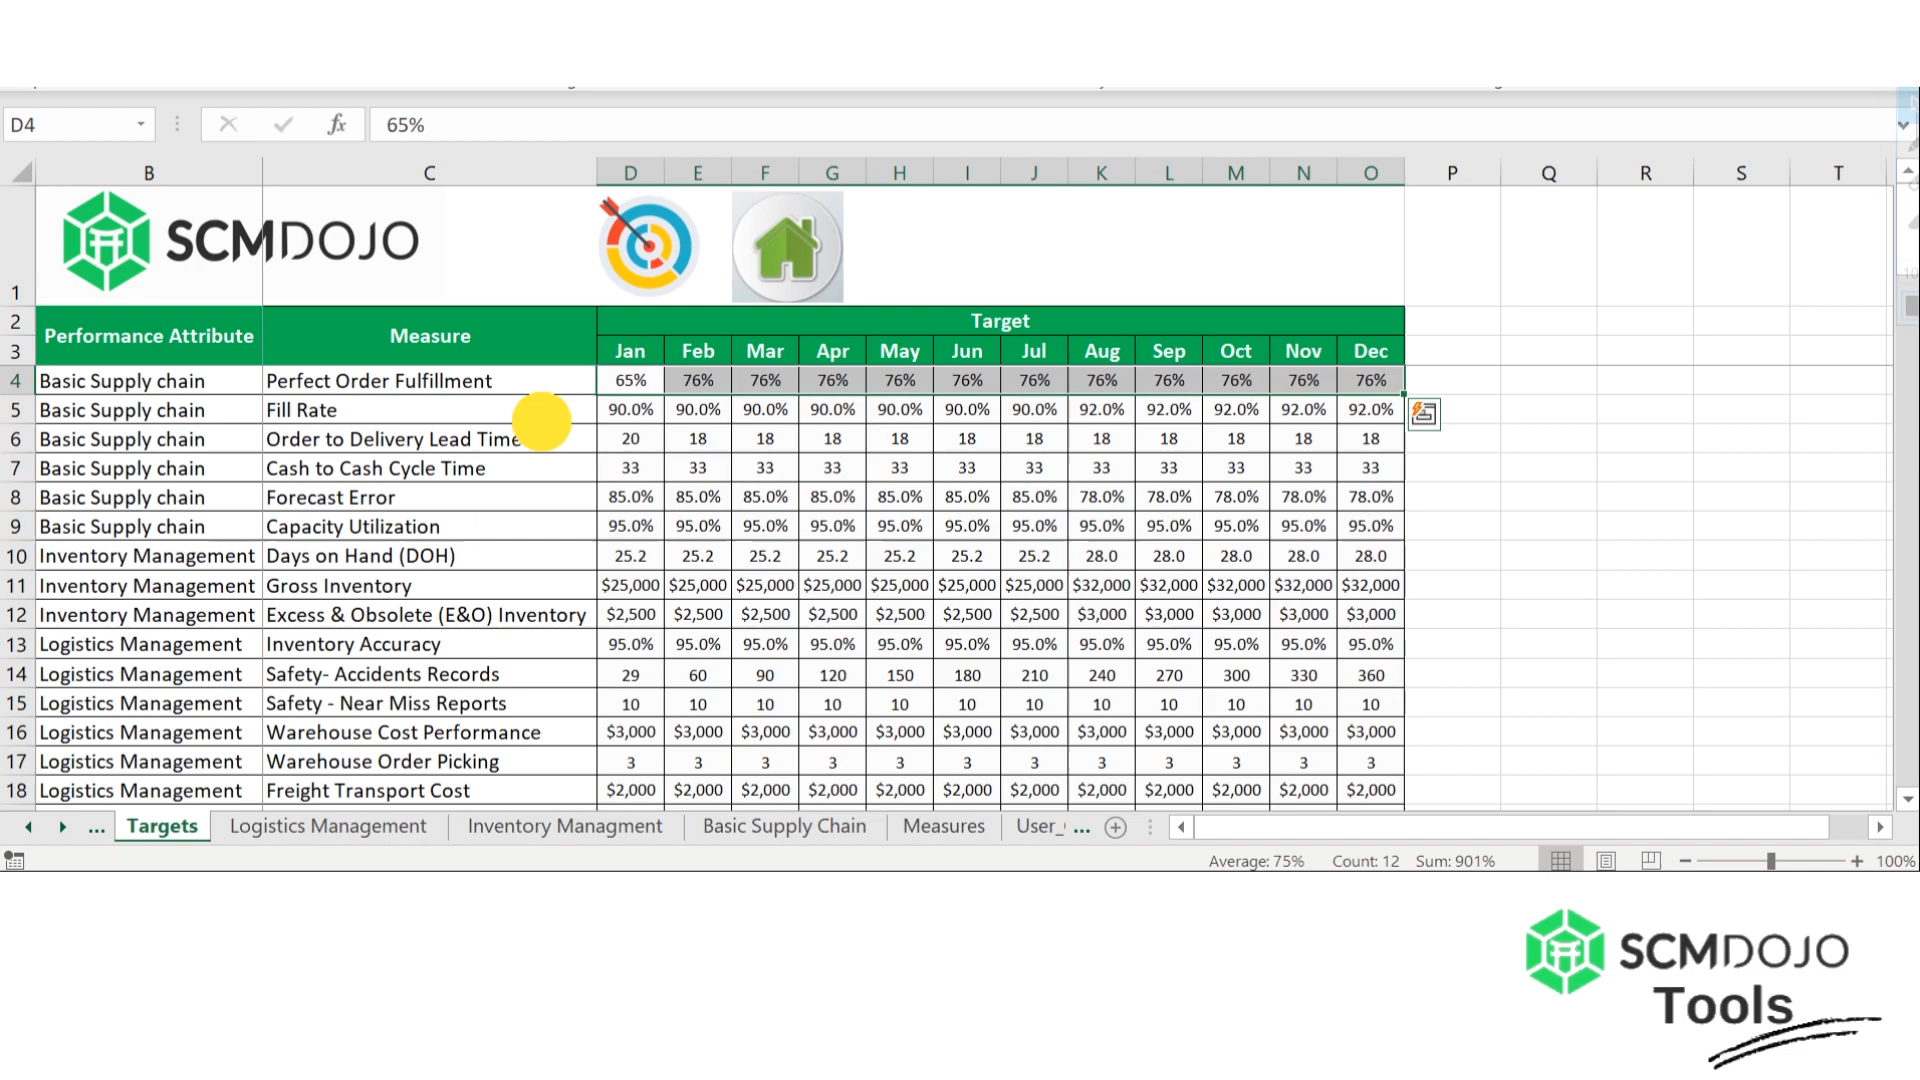 D4 fx 65%
B C D E F G H I J K L M N O P Q R S T
SCMDOJO
1
2 Performance Attribute Measure Target
3 Jan Feb Mar Apr May Jun Jul Aug Sep Oct Nov Dec
4 Basic Supply chain Perfect Order Fulfillment 65% 76% 76% 76% 76% 76% 76% 76% 76% 76% 76% 76%
5 Basic Supply chain Fill Rate 90.0% 90.0% 90.0% 90.0% 90.0% 90.0% 90.0% 92.0% 92.0% 92.0% 92.0% 92.0%
6 Basic Supply chain Order to Delivery Lead Time 20 18 18 18 18 18 18 18 18 18 18 18
7 Basic Supply chain Cash to Cash Cycle Time 33 33 33 33 33 33 33 33 33 33 33 33
8 Basic Supply chain Forecast Error 85.0% 85.0% 85.0% 85.0% 85.0% 85.0% 85.0% 78.0% 78.0% 78.0% 78.0% 78.0%
9 Basic Supply chain Capacity Utilization 95.0% 95.0% 95.0% 95.0% 95.0% 95.0% 95.0% 95.0% 95.0% 95.0% 95.0% 95.0%
10 Inventory Management Days on Hand (DOH) 25.2 25.2 25.2 25.2 25.2 25.2 25.2 28.0 28.0 28.0 28.0 28.0
11 Inventory Management Gross Inventory $25,000 $25,000 $25,000 $25,000 $25,000 $25,000 $25,000 $32,000 $32,000 $32,000 $32,000 $32,000
12 Inventory Management Excess & Obsolete (E&O) Inventory $2,500 $2,500 $2,500 $2,500 $2,500 $2,500 $2,500 $3,000 $3,000 $3,000 $3,000 $3,000
13 Logistics Management Inventory Accuracy 95.0% 95.0% 95.0% 95.0% 95.0% 95.0% 95.0% 95.0% 95.0% 95.0% 95.0% 95.0%
14 Logistics Management Safety- Accidents Records 29 60 90 120 150 180 210 240 270 300 330 360
15 Logistics Management Safety - Near Miss Reports 10 10 10 10 10 10 10 10 10 10 10 10
16 Logistics Management Warehouse Cost Performance $3,000 $3,000 $3,000 $3,000 $3,000 $3,000 $3,000 $3,000 $3,000 $3,000 $3,000 $3,000
17 Logistics Management Warehouse Order Picking 3 3 3 3 3 3 3 3 3 3 3 3
18 Logistics Management Freight Transport Cost $2,000 $2,000 $2,000 $2,000 $2,000 $2,000 $2,000 $2,000 $2,000 $2,000 $2,000 $2,000
... Targets Logistics Management Inventory Managment Basic Supply Chain Measures User_ ...
Average: 75% Count: 12 Sum: 901% 100%
SCMDOJO
Tools